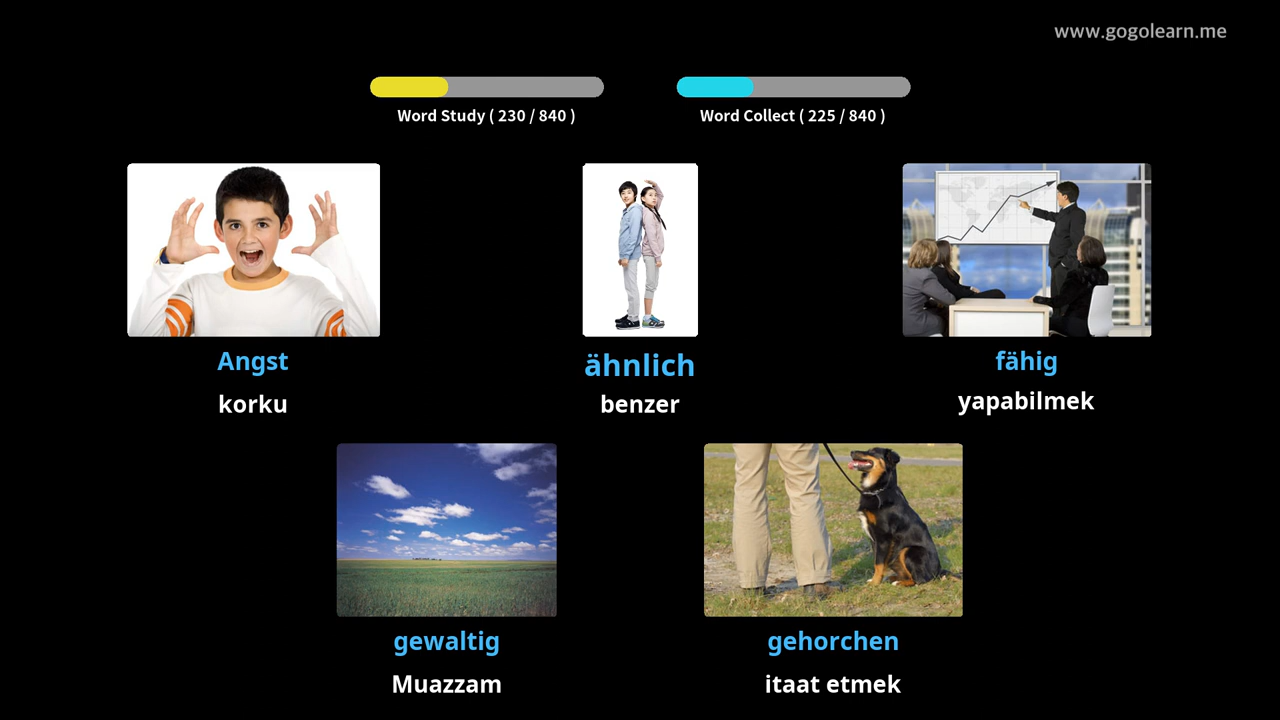 www.gogolearn.me
Word Study ( 230 / 840 )
Word Collect ( 225 / 840 )
Angst
korku
ähnlich
benzer
fähig
yapabilmek
gewaltig
Muazzam
gehorchen
itaat etmek